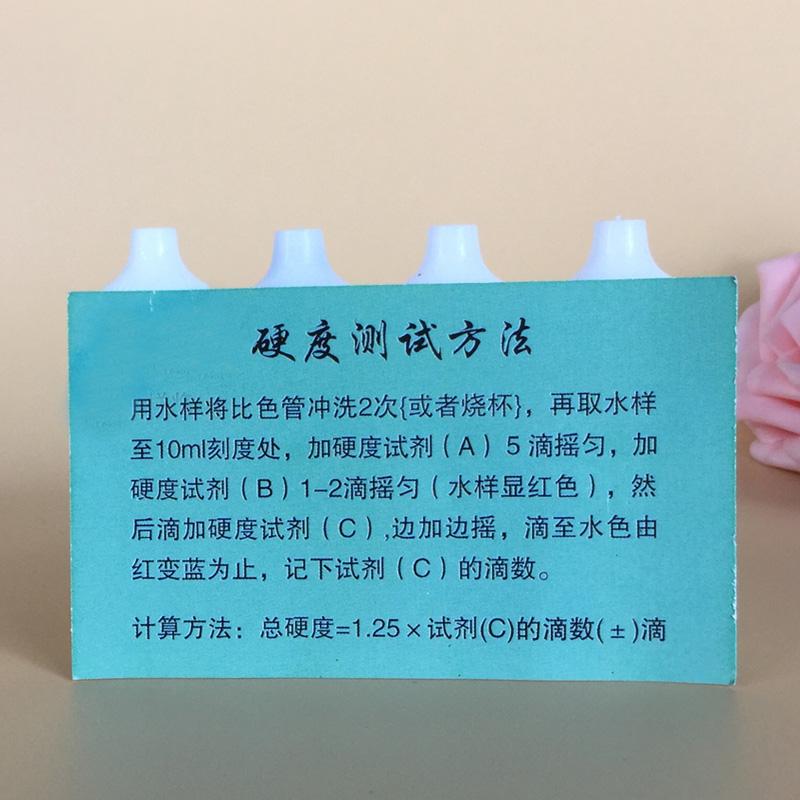 硬度测试方法
用水样将比色管冲洗2次{或者烧杯}，再取水样
至10ml刻度处，加硬度试剂（A）5 滴摇匀，加
硬度试剂（B）1-2滴摇匀（水样显红色），然
后滴加硬度试剂（C）,边加边摇，滴至水色由
红变蓝为止，记下试剂（C）的滴数。
计算方法：总硬度=1.25×试剂(C)的滴数(±)滴